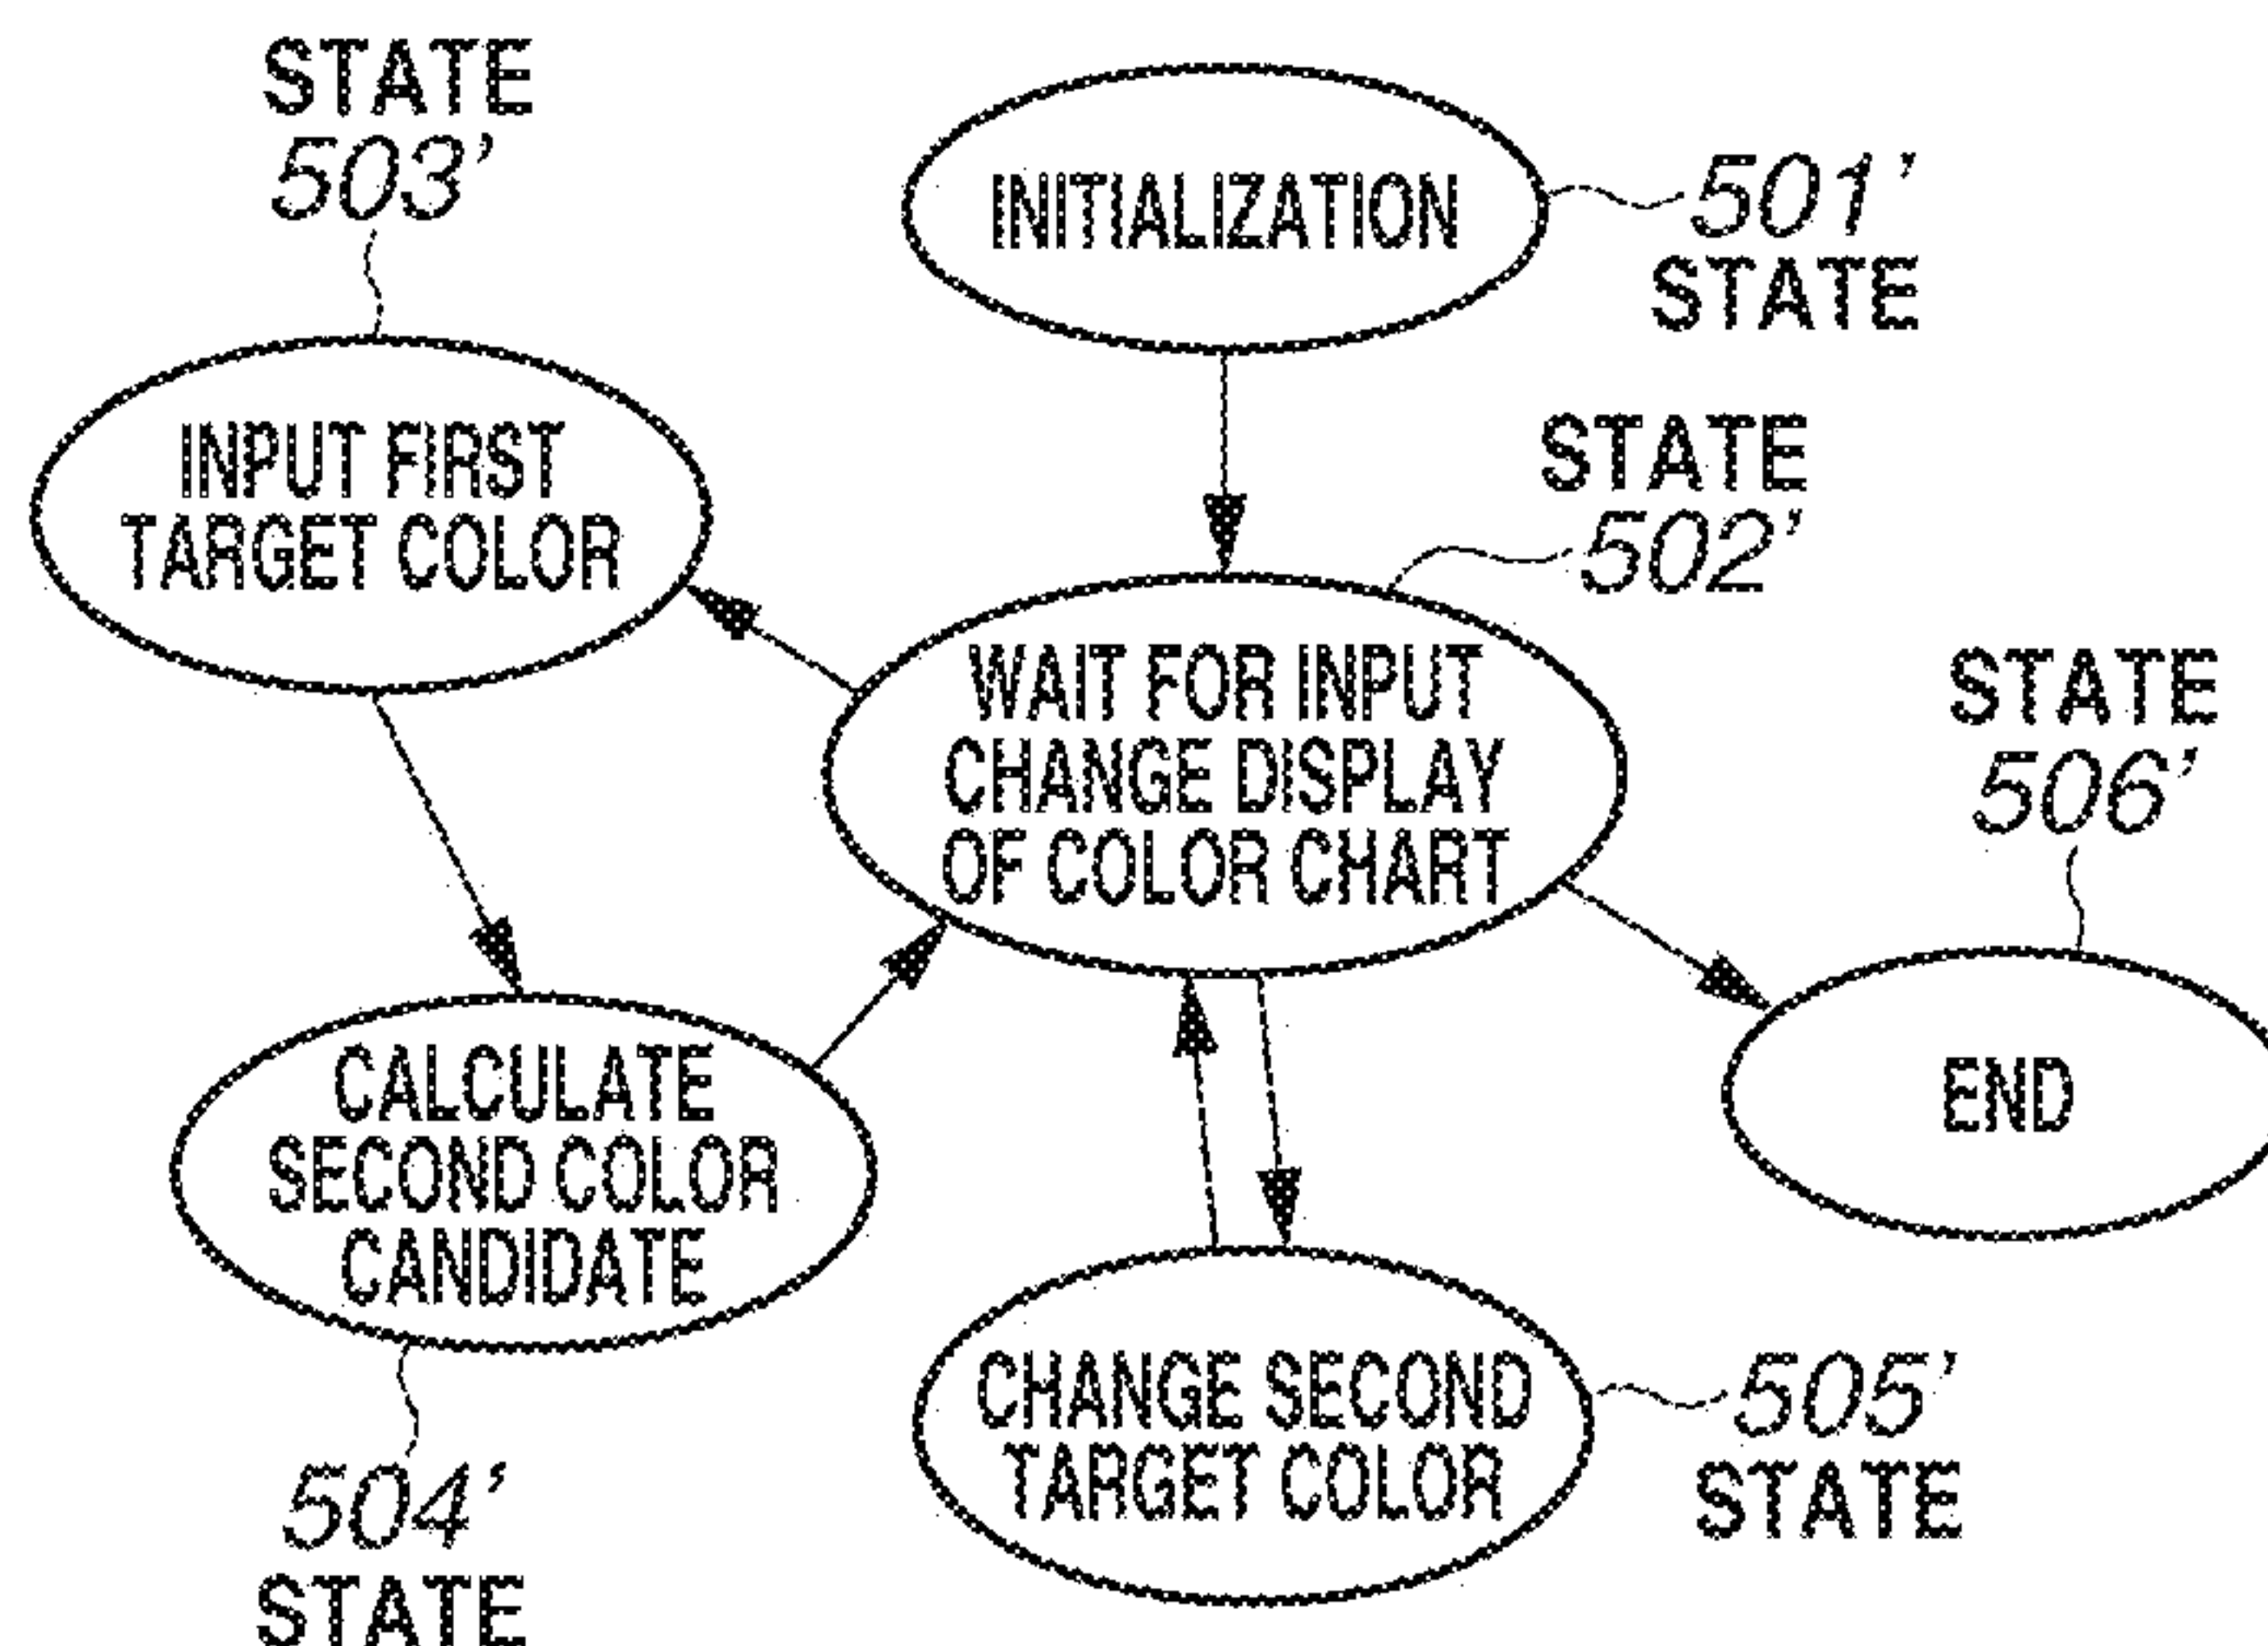 STATE
503'
INITIALIZATION
501'
STATE
INPUT FIRST
TARGET COLOR
STATE
502'
WAIT FOR INPUT
CHANGE DISPLAY
OF COLOR CHART
STATE
506'
END
CALCULATE
SECOND COLOR
CANDIDATE
504'
STATE
CHANGE SECOND
TARGET COLOR
505'
STATE